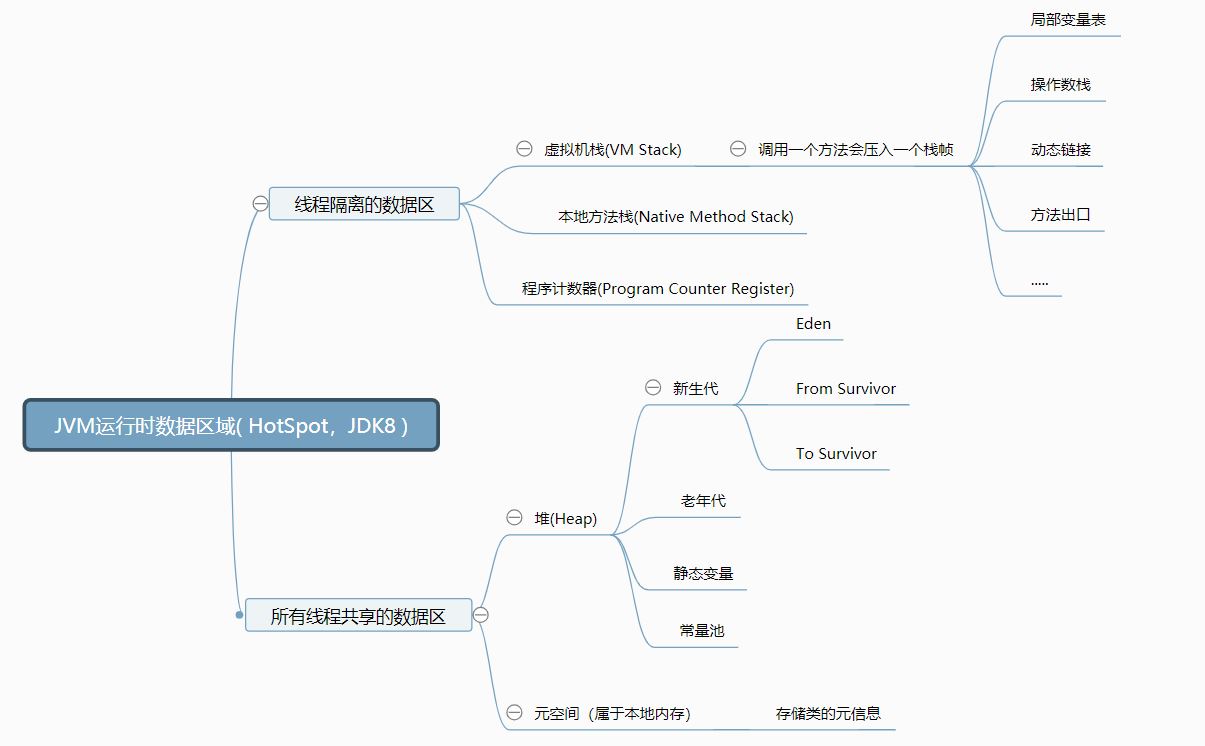 JVM运行时数据区域( HotSpot，JDK8 )
线程隔离的数据区
虚拟机栈(VM Stack)
调用一个方法会压入一个栈帧
局部变量表
操作数栈
动态链接
方法出口
.....
本地方法栈(Native Method Stack)
程序计数器(Program Counter Register)
所有线程共享的数据区
堆(Heap)
新生代
Eden
From Survivor
To Survivor
老年代
静态变量
常量池
元空间（属于本地内存）
存储类的元信息